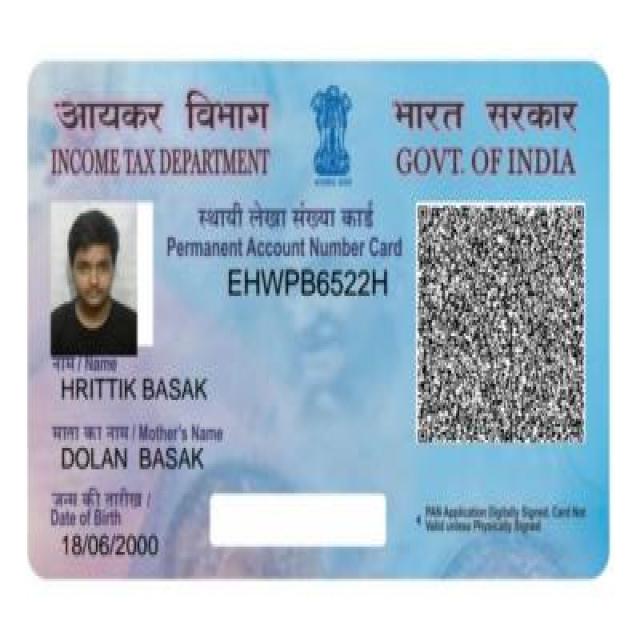 आयकर विभाग
INCOME TAX DEPARTMENT
भारत सरकार
GOVT. OF INDIA
स्थायी लेखा संख्या कार्ड
Permanent Account Number Card
EHWPB6522H
नाम / Name
HRITTIK BASAK
माता का नाम / Mother's Name
DOLAN BASAK
जन्म की तारीख /
Date of Birth
18/06/2000
PAN Application Digitally Signed, Card Not
Valid unless Physically Signed